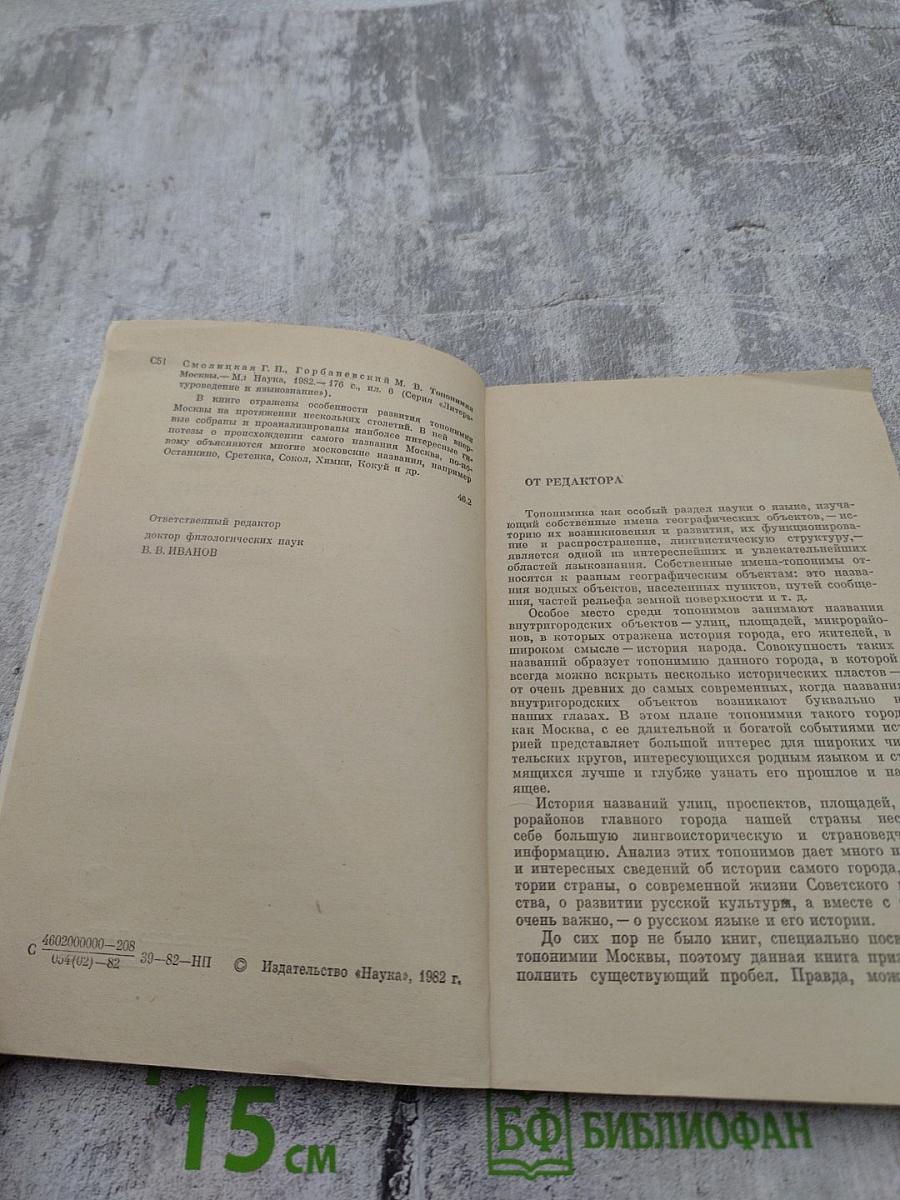 С51 Смолицкая Г. П., Горбаневский М. В. Топонимия
Москвы.— М.: Наука, 1982.— 176 с., ил. 6 (Серия «Литера-
туроведение и языкознание»).
В книге отражены особенности развития топонимии
Москвы на протяжении нескольких столетий. В ней впер-
вые собраны и проанализированы наиболее интересные ги-
потезы о происхождении самого названия Москва, по-но-
вому объясняются многие московские названия, например
Останкино, Сретенка, Сокол, Химки, Кокуй и др.
46.2
Ответственный редактор
доктор филологических наук
В. В. ИВАНОВ
С 4602000000—208
054(02)—82 39—82—НП © Издательство «Наука», 1982 г.
ОТ РЕДАКТОРА
Топонимика как особый раздел науки о языке, изуча-
ющий собственные имена географических объектов, — ис-
торию их возникновения и развития, их функционирова-
ние и распространение, лингвистическую структуру,—
является одной из интереснейших и увлекательнейших
областей языкознания. Собственные имена-топонимы от-
носятся к разным географическим объектам: это назва-
ния водных объектов, населенных пунктов, путей сообще-
ния, частей рельефа земной поверхности и т. д.
Особое место среди топонимов занимают названия
внутригородских объектов — улиц, площадей, микрорайо-
нов, в которых отражена история города, его жителей, в
широком смысле — история народа. Совокупность таких
названий образует топонимию данного города, в которой
всегда можно вскрыть несколько исторических пластов —
от очень древних до самых современных, когда названия
внутригородских объектов возникают буквально н
наших глазах. В этом плане топонимия такого город
как Москва, с ее длительной и богатой событиями ист
рией представляет большой интерес для широких чи
тельских кругов, интересующихся родным языком и ст
мящихся лучше и глубже узнать его прошлое и на
ящее.
История названий улиц, проспектов, площадей,
рорайонов главного города нашей страны нес
себе большую лингвоисторическую и страноведч
информацию. Анализ этих топонимов дает много н
и интересных сведений об истории самого города,
тории страны, о современной жизни Советского
ства, о развитии русской культуры, а вместе с
очень важно, — о русском языке и его истории.
До сих пор не было книг, специально посв
топонимии Москвы, поэтому данная книга приз
полнить существующий пробел. Правда, мож
15 см
БФ БИБЛИОФАН